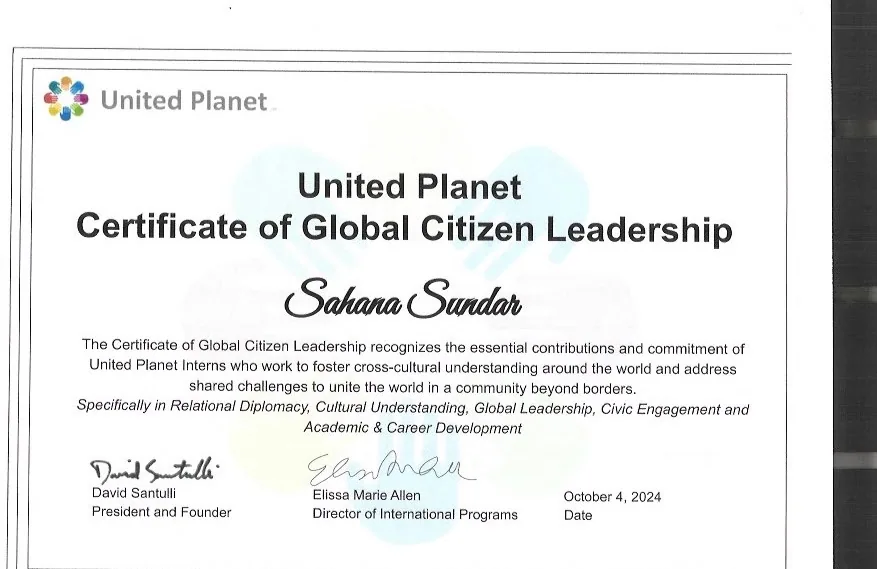 United Planet
United Planet
Certificate of Global Citizen Leadership
Sahana Sundar
The Certificate of Global Citizen Leadership recognizes the essential contributions and commitment of
United Planet Interns who work to foster cross-cultural understanding around the world and address
shared challenges to unite the world in a community beyond borders.
Specifically in Relational Diplomacy, Cultural Understanding, Global Leadership, Civic Engagement and
Academic & Career Development
David Santulli
David Santulli
Elissa Marie Allen
October 4, 2024
President and Founder
Director of International Programs
Date